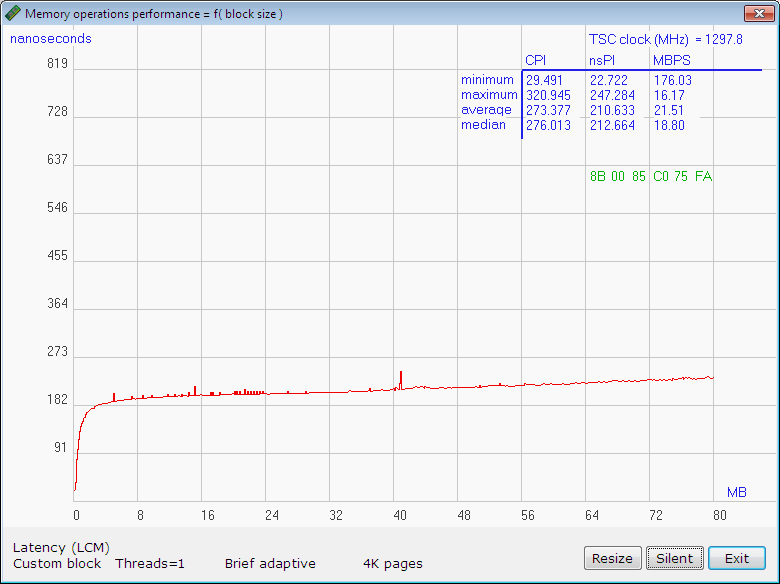 Memory operations performance = f( block size )
nanoseconds
TSC clock (MHz) = 1297.8
CPI nsPI MBPS
minimum 29.491 22.722 176.03
maximum 320.945 247.284 16.17
average 273.377 210.633 21.51
median 276.013 212.664 18.80
8B 00 85 C0 75 FA
819
728
637
546
455
364
273
182
91
MB
0 8 16 24 32 40 48 56 64 72 80
Latency (LCM)
Custom block Threads=1 Brief adaptive 4K pages
Resize Silent Exit